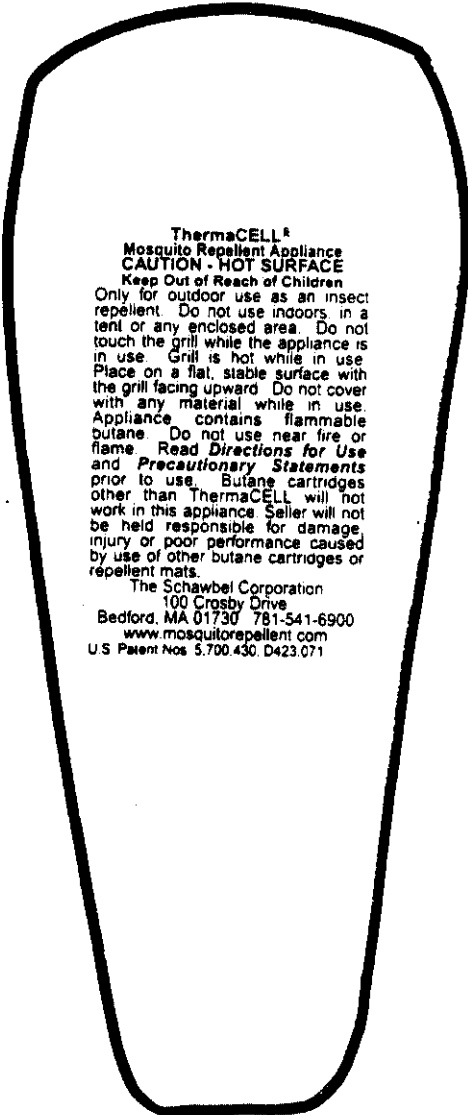 ThermaCELL®
Mosquito Repellent Appliance
CAUTION - HOT SURFACE
Keep Out of Reach of Children
Only for outdoor use as an insect
repellent. Do not use indoors, in a
tent or any enclosed area. Do not
touch the grill while the appliance is
in use. Grill is hot while in use
Place on a flat, stable surface with
the grill facing upward Do not cover
with any material while in use.
Appliance contains flammable
butane. Do not use near fire or
flame. Read Directions for Use
and Precautionary Statements
prior to use. Butane cartridges
other than ThermaCELL will not
work in this appliance. Seller will not
be held responsible for damage,
injury or poor performance caused
by use of other butane cartridges or
repellent mats.
The Schawbel Corporation
100 Crosby Drive
Bedford, MA 01730 781-541-6900
www.mosquitorepellent.com
U.S. Patent Nos. 5,700,430, D423,071